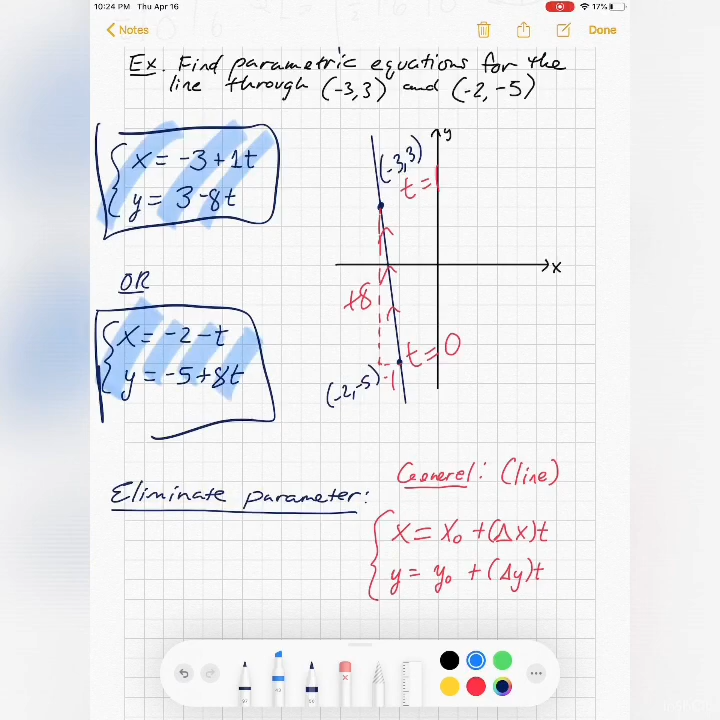 10:24 PM Thu Apr 16
17%
Notes
Done
Ex. Find parametric equations for the
line through (-3,3) and (-2,-5)
x = -3+1t
y = 3-8t
OR
x = -2-t
y = -5+8t
y
(-3,3)
t=1
x
+8
t=0
-1
(-2,-5)
Eliminate parameter:
General: (line)
x = x₀ + (Δx)t
y = y₀ + (Δy)t